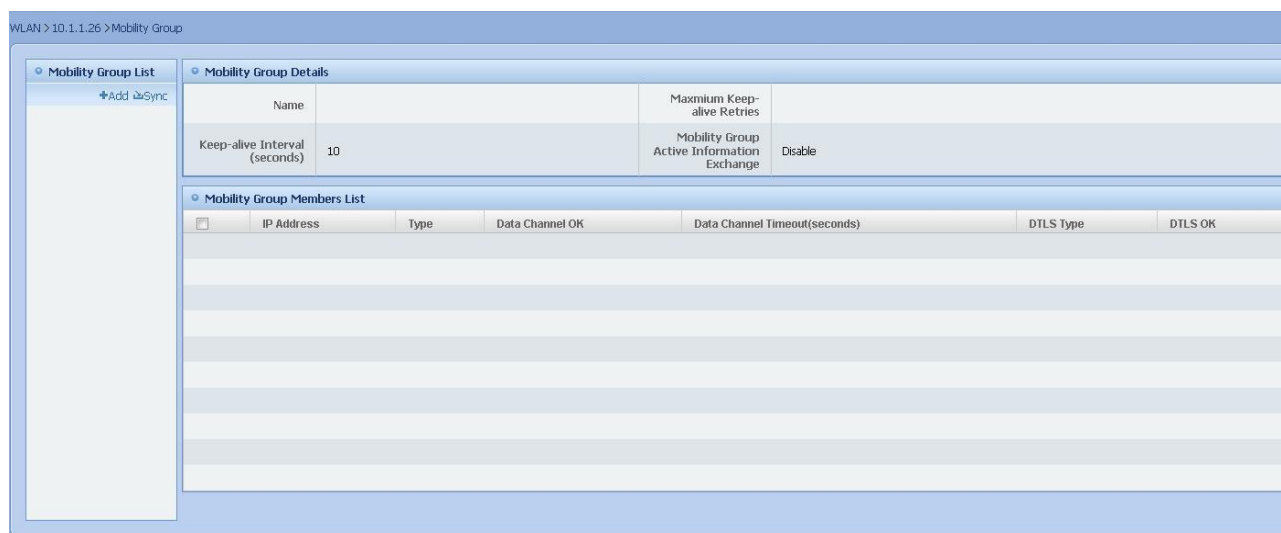 WLAN > 10.1.1.26 >Mobility Group
Mobility Group List
Add Sync
Mobility Group Details
Name
Maxmium Keep-
alive Retries
Keep-alive Interval
(seconds)
10
Mobility Group
Active Information
Exchange
Disable
Mobility Group Members List
IP Address Type Data Channel OK Data Channel Timeout(seconds) DTLS Type DTLS OK